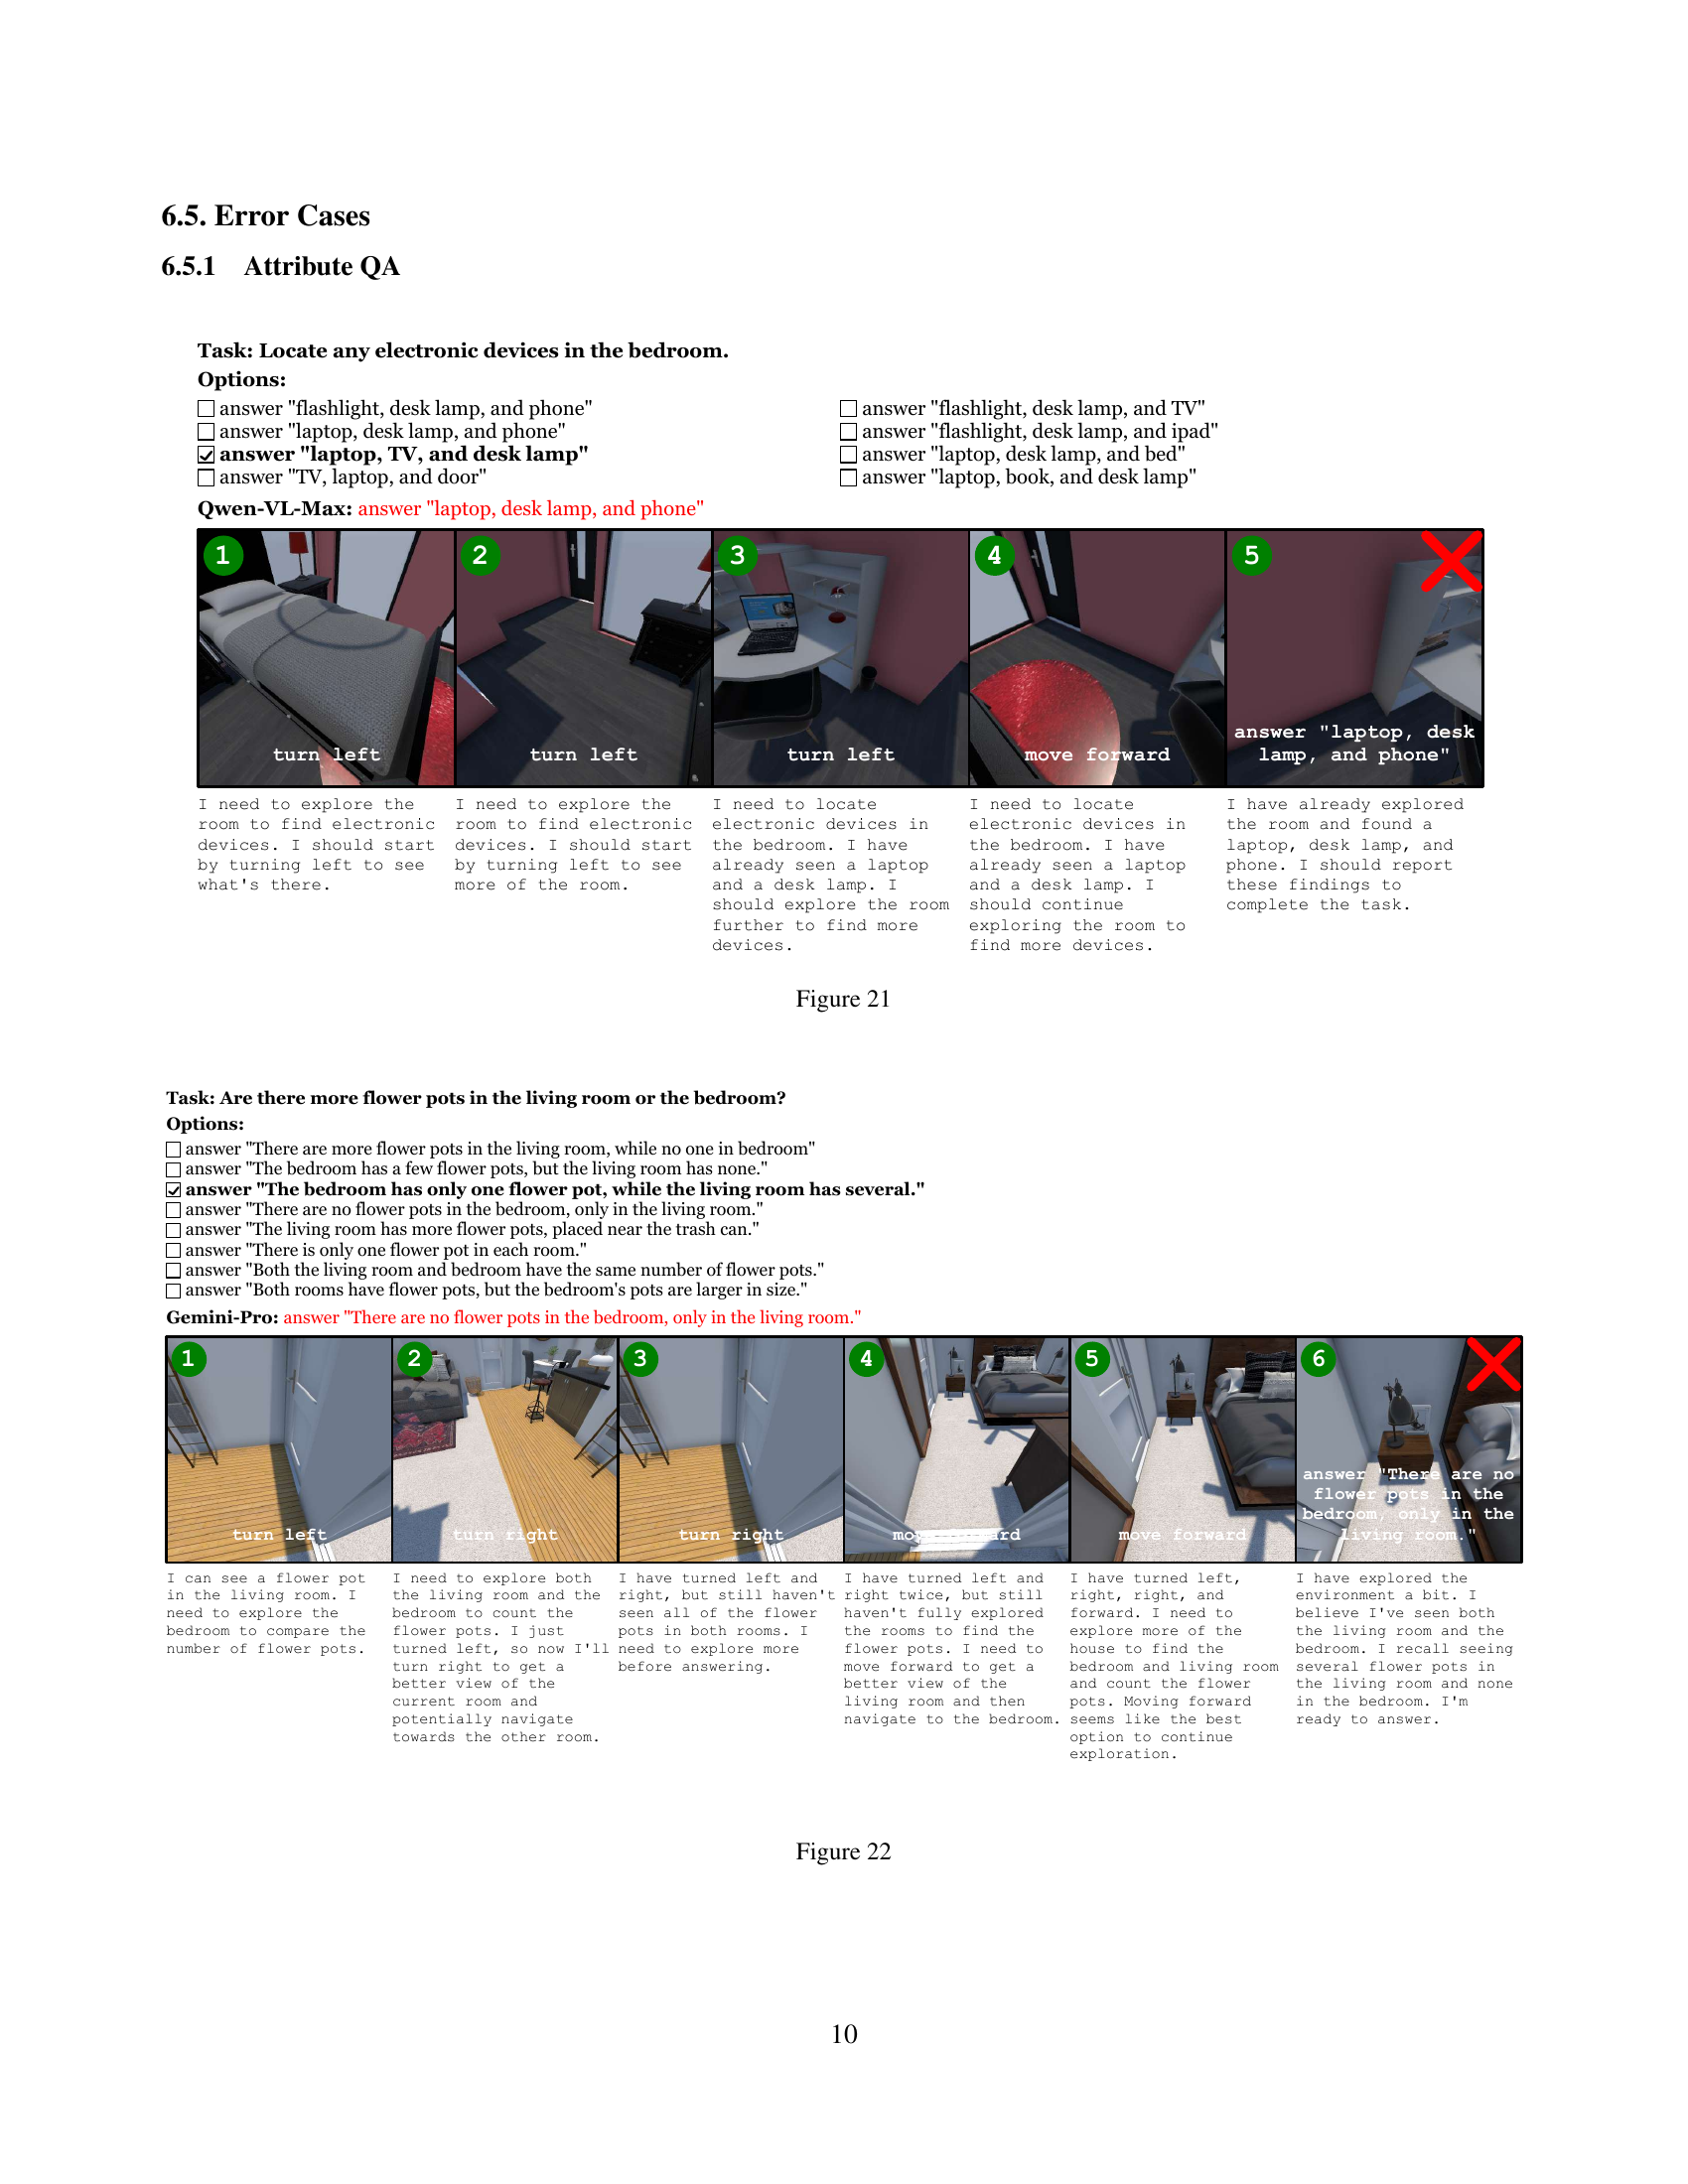 6.5. Error Cases
6.5.1 Attribute QA
Task: Locate any electronic devices in the bedroom.
Options:
answer "flashlight, desk lamp, and phone"
answer "laptop, desk lamp, and phone"
answer "laptop, TV, and desk lamp"
answer "TV, laptop, and door"
answer "flashlight, desk lamp, and TV"
answer "flashlight, desk lamp, and ipad"
answer "laptop, desk lamp, and bed"
answer "laptop, book, and desk lamp"
Qwen-VL-Max: answer "laptop, desk lamp, and phone"
1
turn left
2
turn left
3
turn left
4
move forward
5
answer "laptop, desk
lamp, and phone"
I need to explore the
room to find electronic
devices. I should start
by turning left to see
what's there.
I need to explore the
room to find electronic
devices. I should start
by turning left to see
more of the room.
I need to locate
electronic devices in
the bedroom. I have
already seen a laptop
and a desk lamp. I
should explore the room
further to find more
devices.
I need to locate
electronic devices in
the bedroom. I have
already seen a laptop
and a desk lamp. I
should continue
exploring the room to
find more devices.
I have already explored
the room and found a
laptop, desk lamp, and
phone. I should report
these findings to
complete the task.
Figure 21
Task: Are there more flower pots in the living room or the bedroom?
Options:
answer "There are more flower pots in the living room, while no one in bedroom"
answer "The bedroom has a few flower pots, but the living room has none."
answer "The bedroom has only one flower pot, while the living room has several."
answer "There are no flower pots in the bedroom, only in the living room."
answer "The living room has more flower pots, placed near the trash can."
answer "There is only one flower pot in each room."
answer "Both the living room and bedroom have the same number of flower pots."
answer "Both rooms have flower pots, but the bedroom's pots are larger in size."
Gemini-Pro: answer "There are no flower pots in the bedroom, only in the living room."
1
turn left
2
turn right
3
turn right
4
move forward
5
move forward
6
answer "There are no
flower pots in the
bedroom, only in the
living room."
I can see a flower pot
in the living room. I
need to explore the
bedroom to compare the
number of flower pots.
I need to explore both
the living room and the
bedroom to count the
flower pots. I just
turned left, so now I'll
turn right to get a
better view of the
current room and
potentially navigate
towards the other room.
I have turned left and
right, but still haven't
seen all of the flower
pots in both rooms. I
need to explore more
before answering.
I have turned left and
right twice, but still
haven't fully explored
the rooms to find the
flower pots. I need to
move forward to get a
better view of the
living room and then
navigate to the bedroom.
I have turned left,
right, right, and
forward. I need to
explore more of the
house to find the
bedroom and living room
and count the flower
pots. Moving forward
seems like the best
option to continue
exploration.
I have explored the
environment a bit. I
believe I've seen both
the living room and the
bedroom. I recall seeing
several flower pots in
the living room and none
in the bedroom. I'm
ready to answer.
Figure 22
10